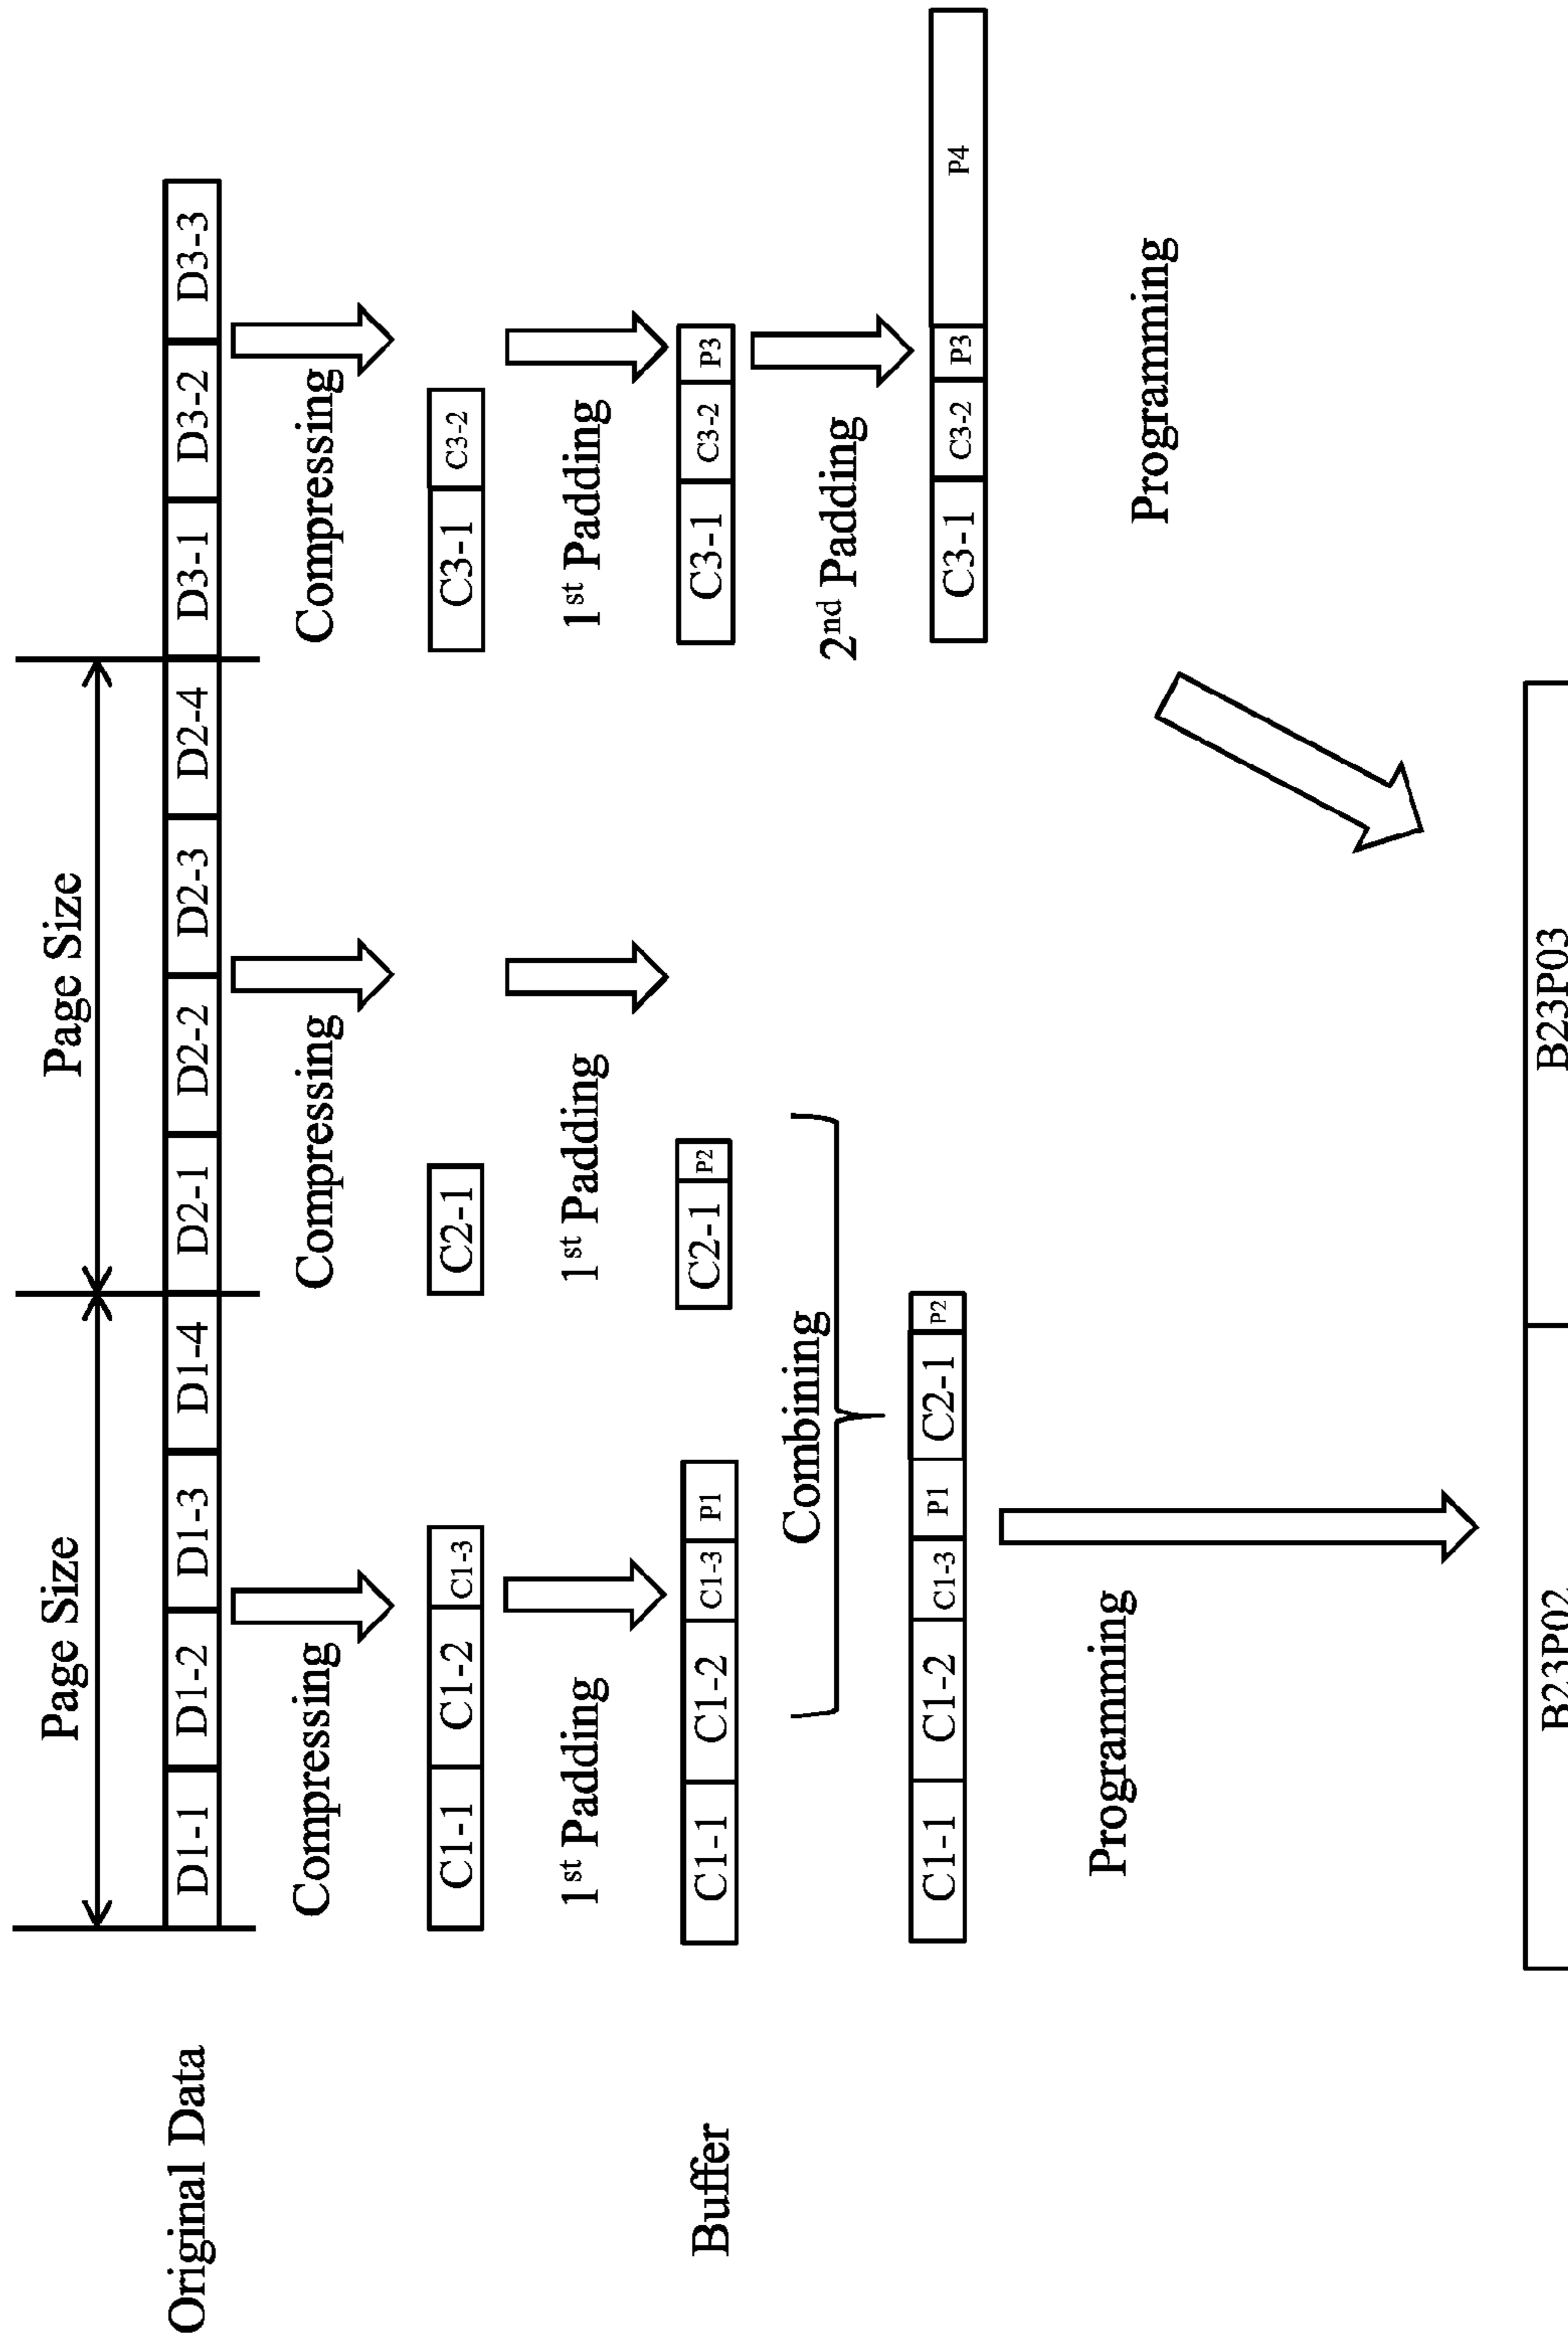 Page Size
Page Size
Original Data
D1-1 D1-2 D1-3 D1-4 D2-1 D2-2 D2-3 D2-4 D3-1 D3-2 D3-3
Compressing
Compressing
Compressing
C1-1 C1-2 C1-3
C2-1
C3-1 C3-2
1st Padding
1st Padding
1st Padding
Buffer
C1-1 C1-2 C1-3 P1
C2-1 P2
C3-1 C3-2 P3
Combining
2nd Padding
C1-1 C1-2 C1-3 P1 C2-1 P2
C3-1 C3-2 P3 P4
Programming
Programming
B23P02
B23P03